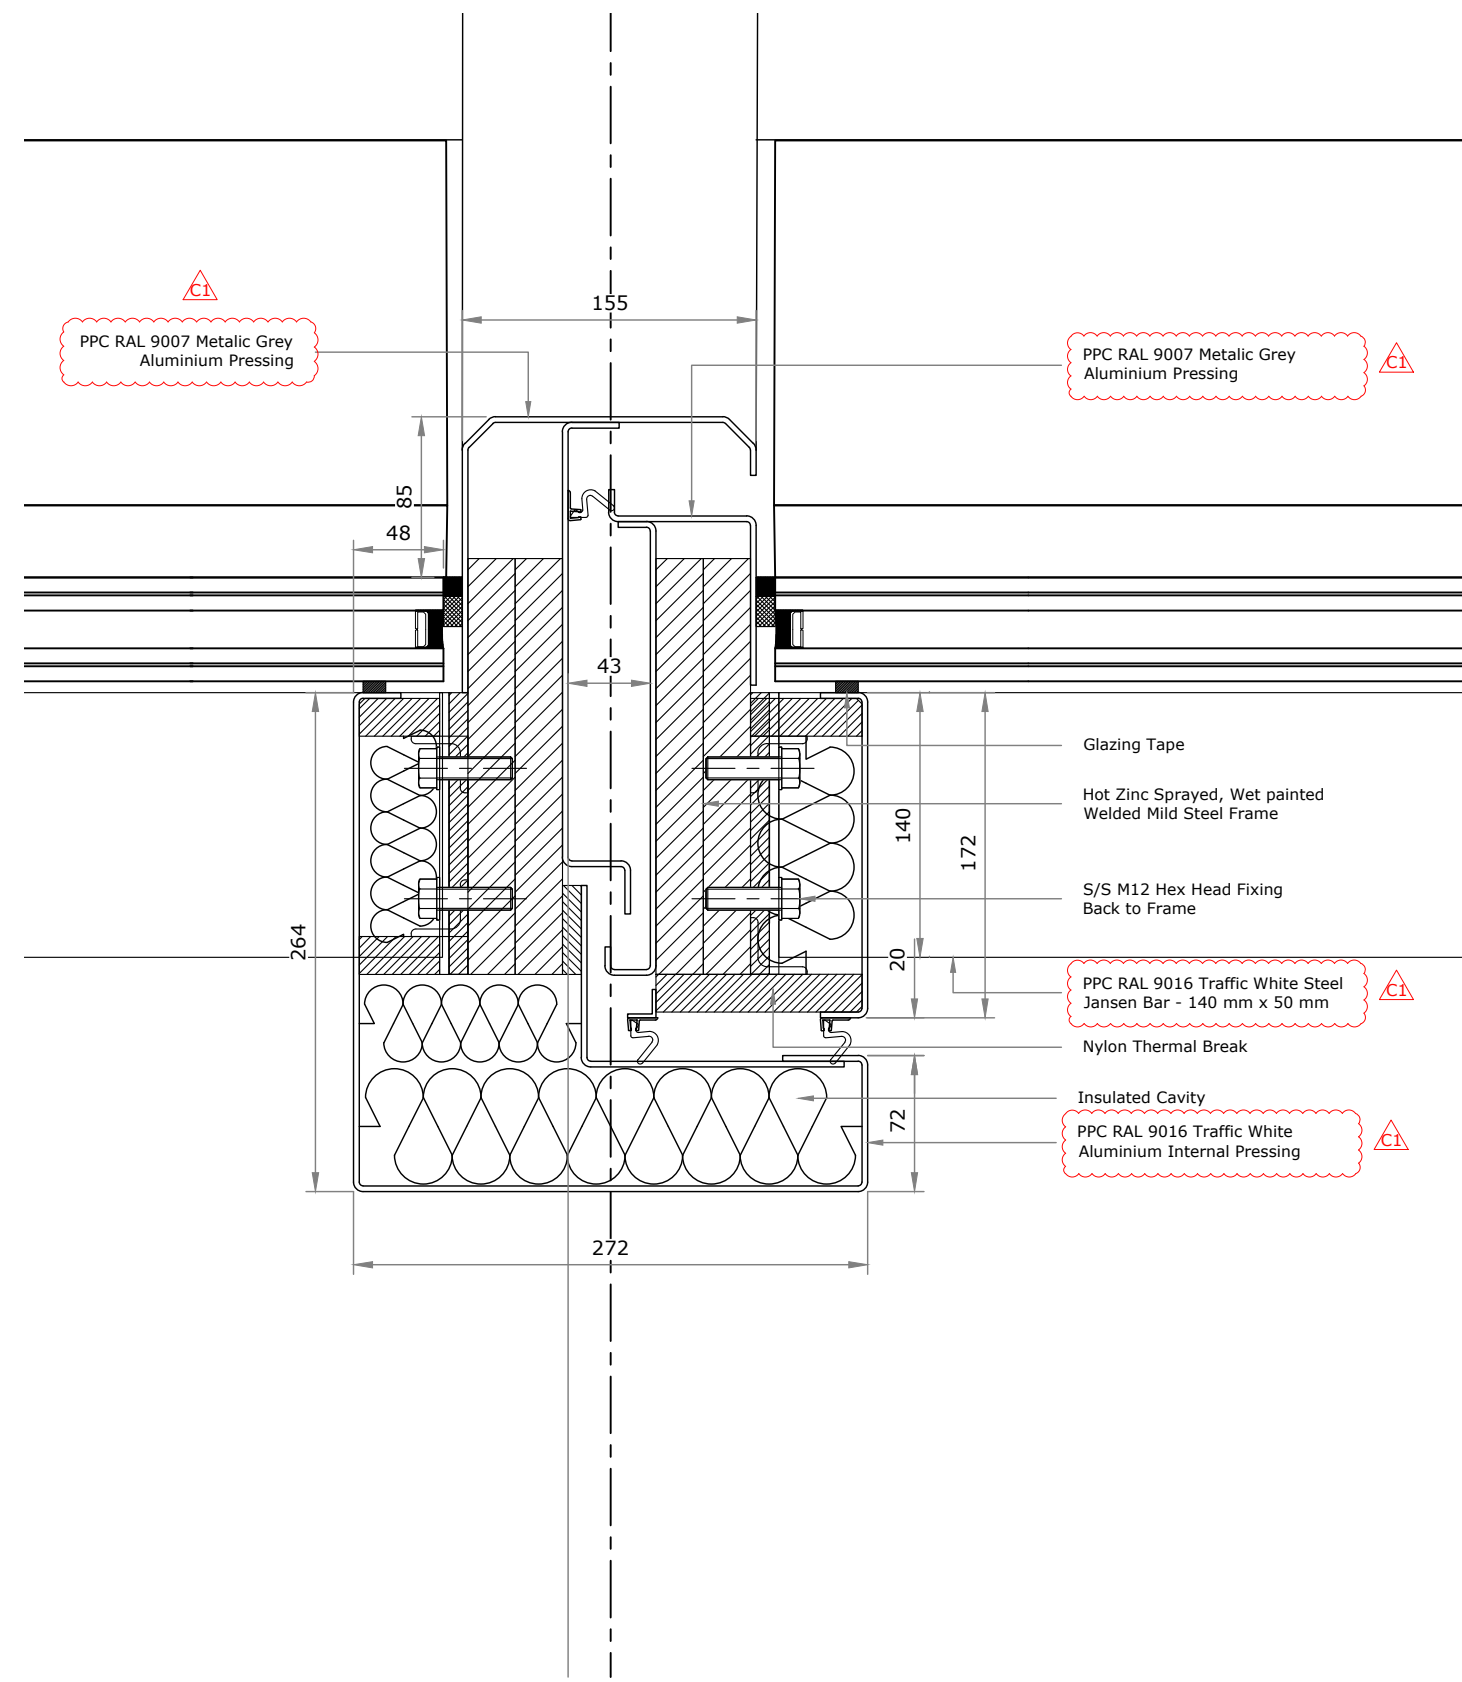 C1
PPC RAL 9007 Metalic Grey
Aluminium Pressing
155
PPC RAL 9007 Metalic Grey
Aluminium Pressing
C1
85
48
43
Glazing Tape
Hot Zinc Sprayed, Wet painted
Welded Mild Steel Frame
140
172
S/S M12 Hex Head Fixing
Back to Frame
264
20
PPC RAL 9016 Traffic White Steel
Jansen Bar - 140 mm x 50 mm
C1
Nylon Thermal Break
Insulated Cavity
72
PPC RAL 9016 Traffic White
Aluminium Internal Pressing
C1
272